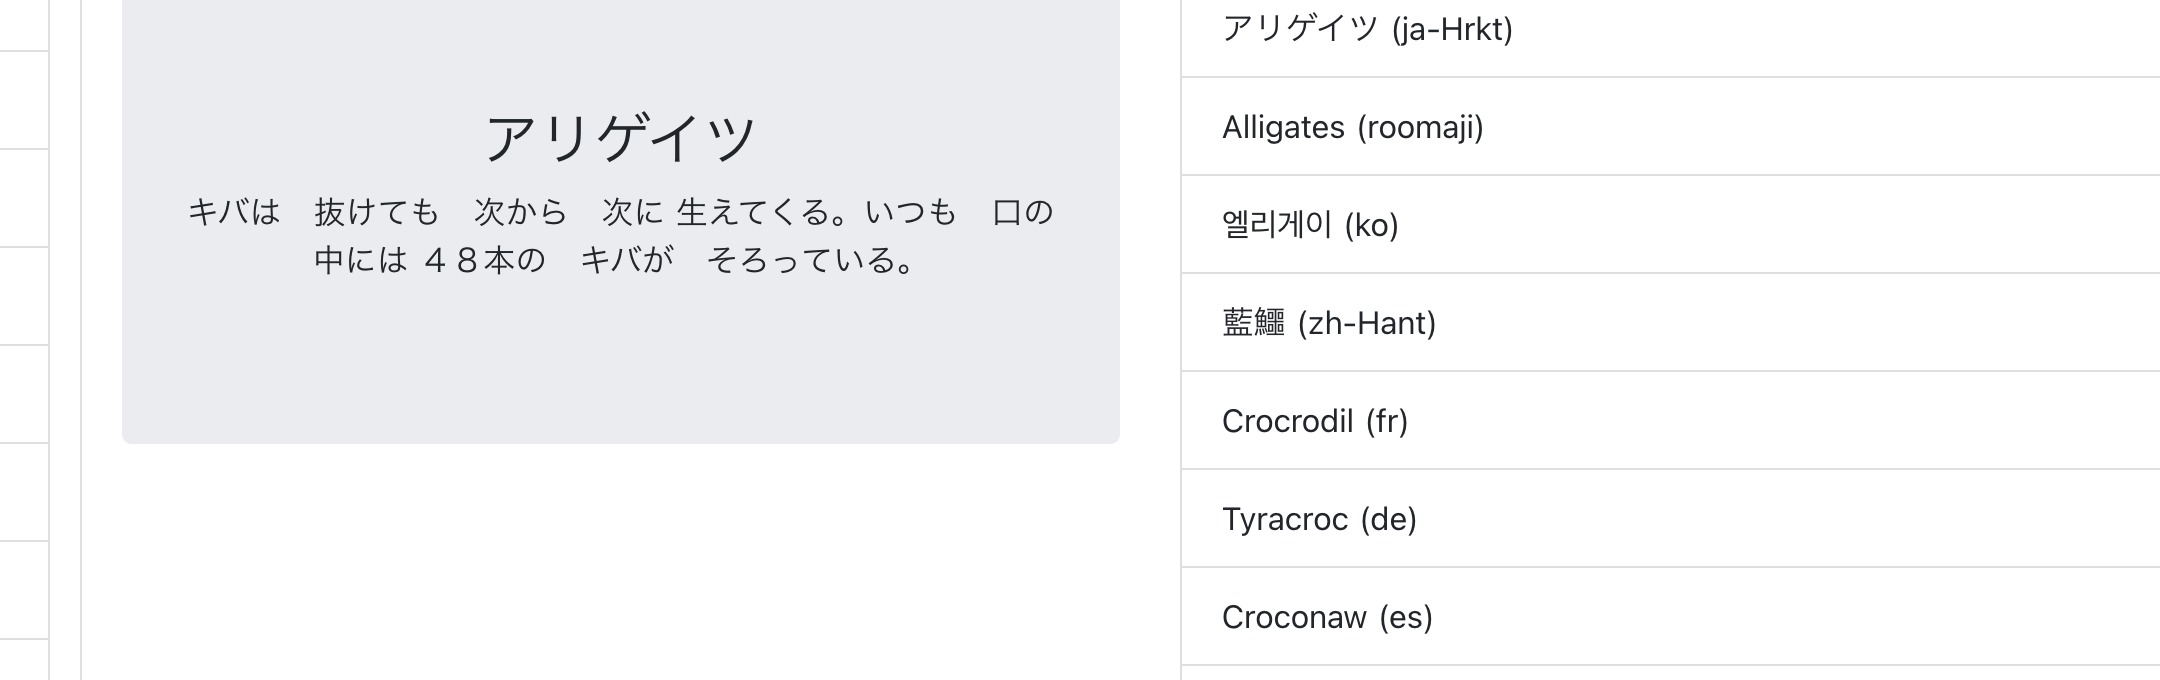 アリゲイツ
キバは　抜けても　次から　次に 生えてくる。いつも　口の
中には ４８本の　キバが　そろっている。
アリゲイツ (ja-Hrkt)
Alligates (roomaji)
엘리게이 (ko)
藍鱷 (zh-Hant)
Crocrodil (fr)
Tyracroc (de)
Croconaw (es)